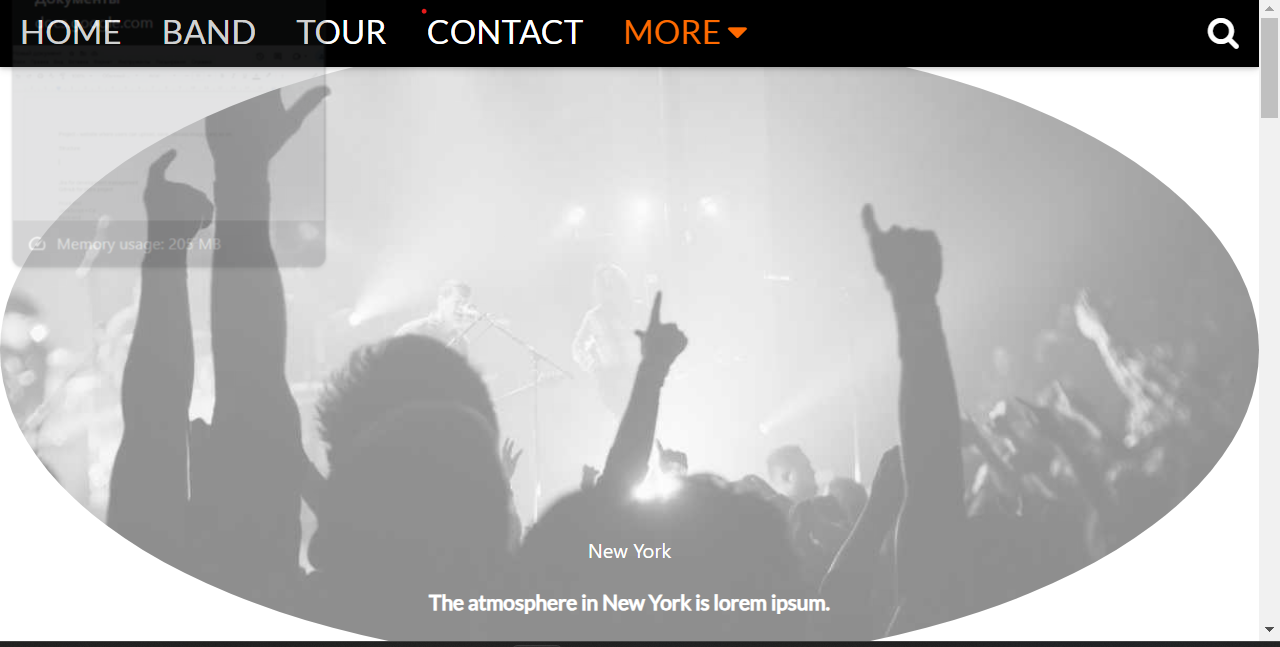 Документы
HOME BAND TOUR CONTACT MORE
Memory usage: 205 MB
New York
The atmosphere in New York is lorem ipsum.